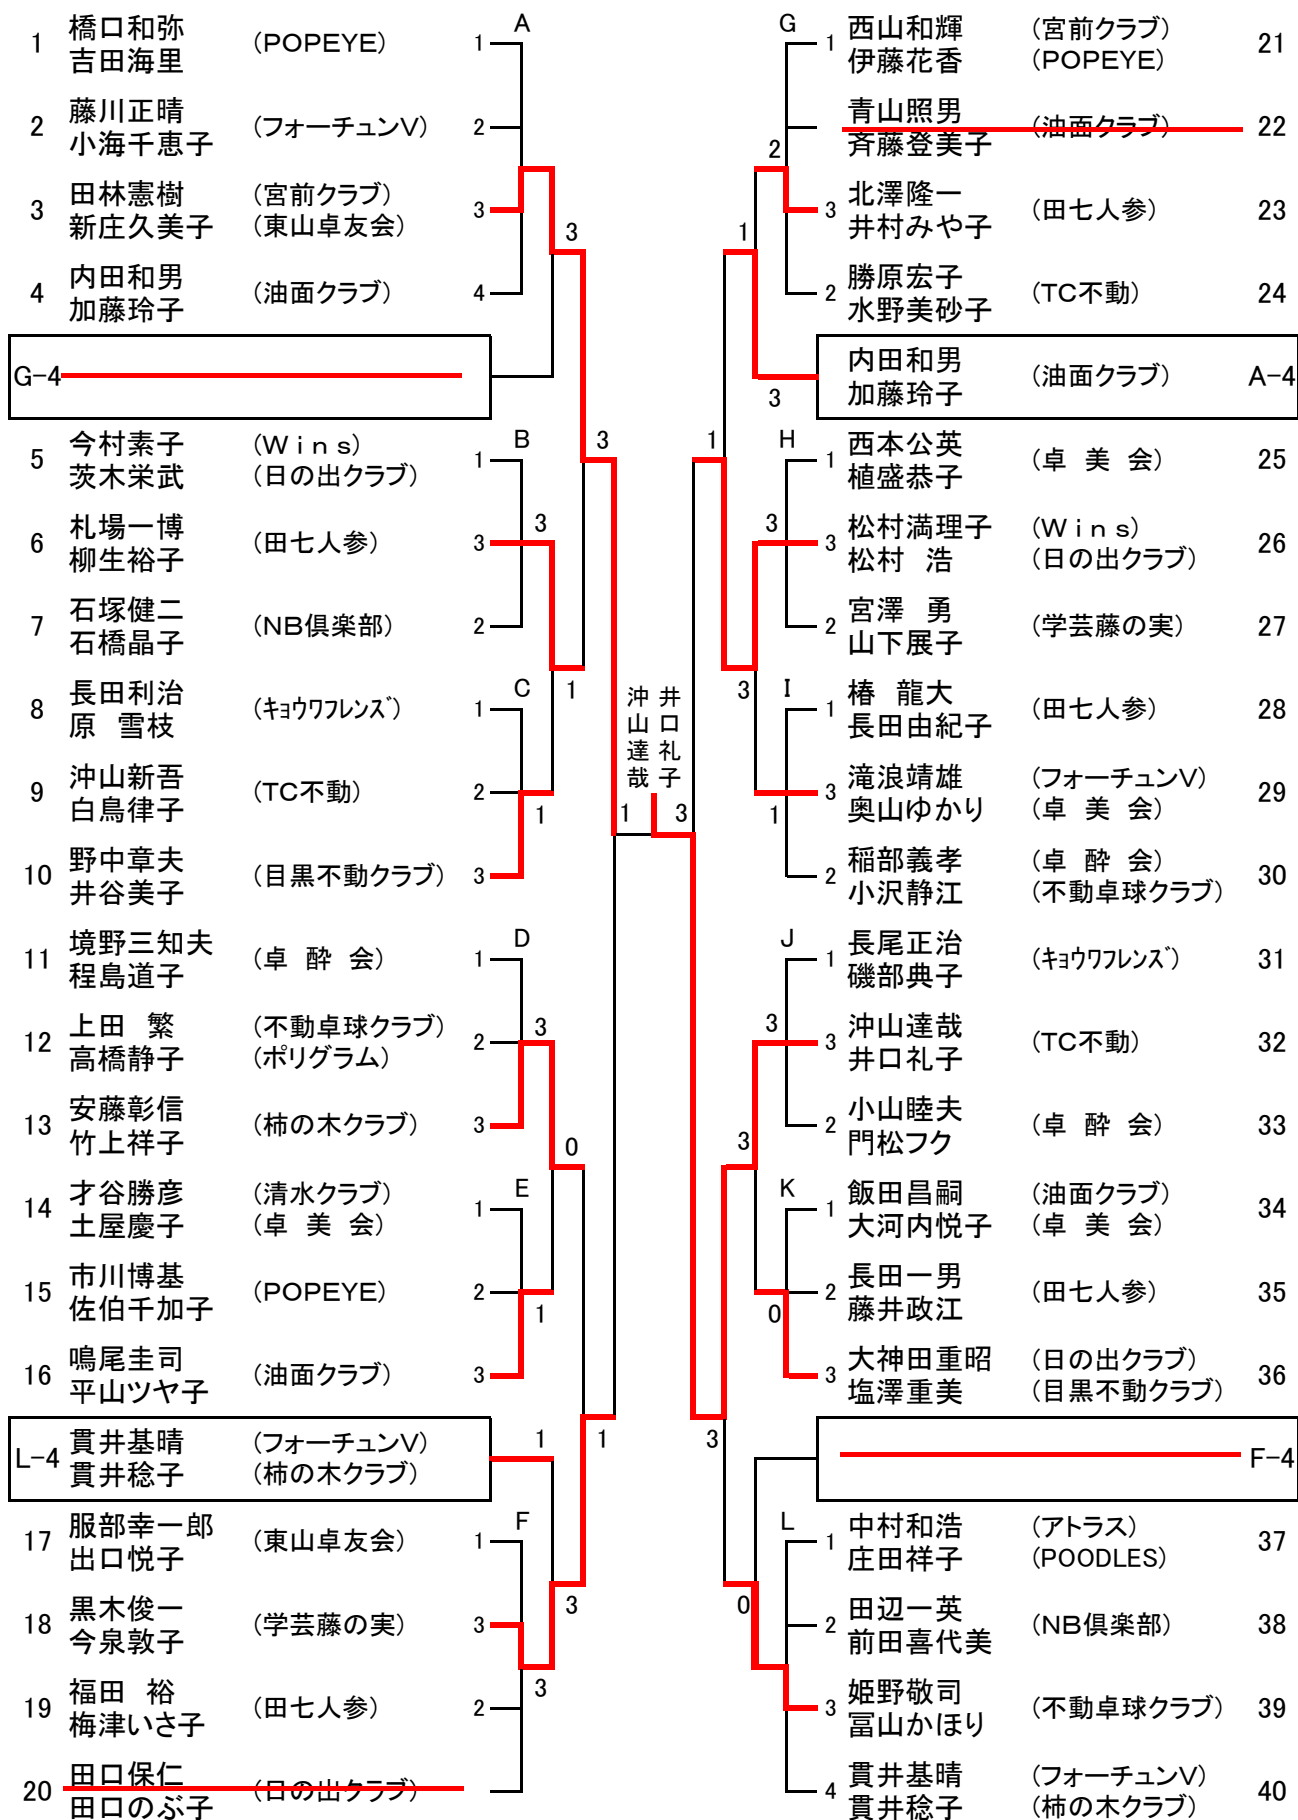 A
1 橋口和弥 (POPEYE) 1
吉田海里
2 藤川正晴 (フォーチュンV) 2
小海千恵子
3 田林憲樹 (宮前クラブ) 3
新庄久美子 (東山卓友会)
3
4 内田和男 (油面クラブ) 4
加藤玲子
G-4
B
3
5 今村素子 (Wins) 1
茨木栄武 (日の出クラブ)
6 札場一博 (田七人参) 3
柳生裕子
3
7 石塚健二 (NB倶楽部) 2
石橋晶子
C
1
8 長田利治 (キョウワフレンズ) 1
原 雪枝
9 沖山新吾 (TC不動) 2
白鳥律子
1
10 野中章夫 (目黒不動クラブ) 3
井谷美子
D
11 境野三知夫 (卓 酔 会) 1
程島道子
12 上田 繁 (不動卓球クラブ) 2
高橋静子 (ポリグラム)
3
13 安藤彰信 (柿の木クラブ) 3
竹上祥子
0
E
14 才谷勝彦 (清水クラブ) 1
土屋慶子 (卓 美 会)
15 市川博基 (POPEYE) 2
佐伯千加子
1
16 鳴尾圭司 (油面クラブ) 3
平山ツヤ子
L-4 貫井基晴 (フォーチュンV) 1
貫井稔子 (柿の木クラブ)
1
F
17 服部幸一郎 (東山卓友会) 1
出口悦子
18 黒木俊一 (学芸藤の実) 3
今泉敦子
3
19 福田 裕 (田七人参) 2
梅津いさ子
3
20 田口保仁 (日の出クラブ)
田口のぶ子
沖山達哉
井口礼子
1 3
G
1 西山和輝 (宮前クラブ) 21
伊藤花香 (POPEYE)
青山照男 (油面クラブ) 22
斉藤登美子
2
3 北澤隆一 (田七人参) 23
井村みや子
1
2 勝原宏子 (TC不動) 24
水野美砂子
内田和男 (油面クラブ) A-4
加藤玲子
3
1
H
1 西本公英 (卓 美 会) 25
植盛恭子
3
3 松村満理子 (Wins) 26
松村 浩 (日の出クラブ)
2 宮澤 勇 (学芸藤の実) 27
山下展子
3
I
1 椿 龍大 (田七人参) 28
長田由紀子
3 滝浪靖雄 (フォーチュンV) 29
奥山ゆかり (卓 美 会)
1
2 稲部義孝 (卓 酔 会) 30
小沢静江 (不動卓球クラブ)
J
1 長尾正治 (キョウワフレンズ) 31
磯部典子
3
3 沖山達哉 (TC不動) 32
井口礼子
2 小山睦夫 (卓 酔 会) 33
門松フク
3
K
1 飯田昌嗣 (油面クラブ) 34
大河内悦子 (卓 美 会)
2 長田一男 (田七人参) 35
藤井政江
0
3 大神田重昭 (日の出クラブ) 36
塩澤重美 (目黒不動クラブ)
3
F-4
L
1 中村和浩 (アトラス) 37
庄田祥子 (POODLES)
0
2 田辺一英 (NB倶楽部) 38
前田喜代美
3 姫野敬司 (不動卓球クラブ) 39
冨山かほり
4 貫井基晴 (フォーチュンV) 40
貫井稔子 (柿の木クラブ)